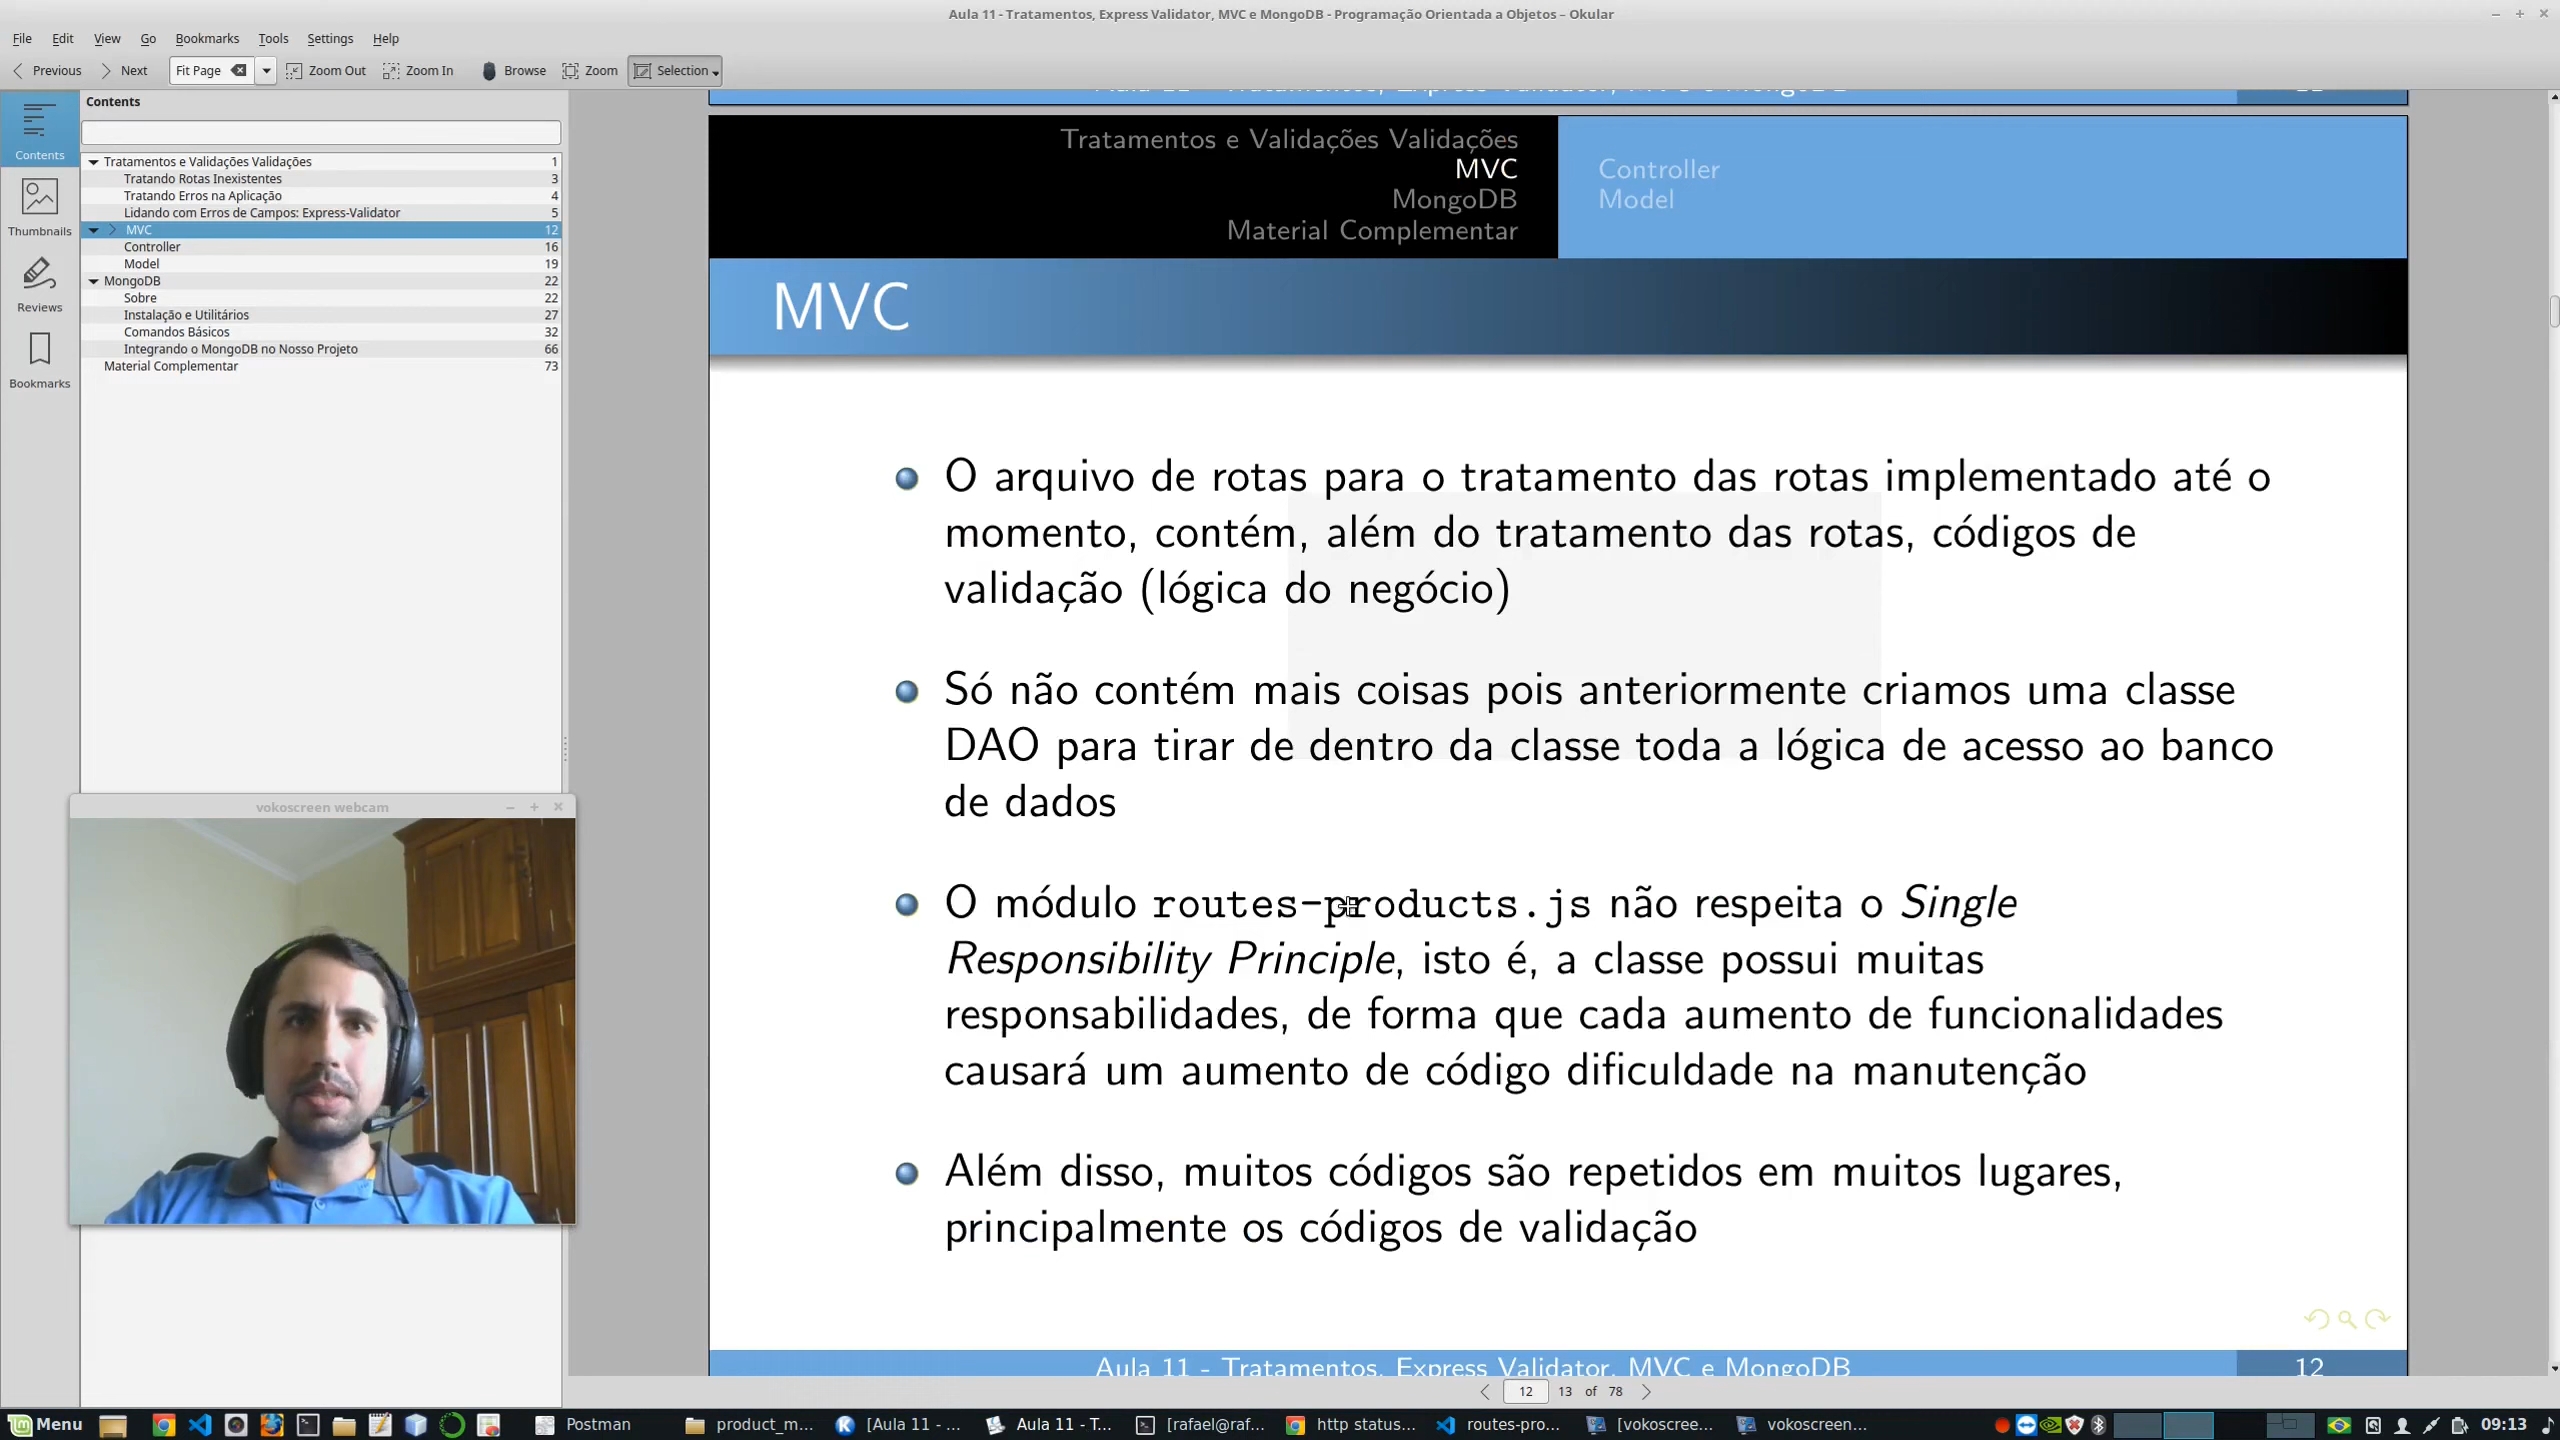 Aula 11 - Tratamentos, Express Validator, MVC e MongoDB - Programação Orientada a Objetos – Okular
File Edit View Go Bookmarks Tools Settings Help
Previous Next Fit Page Zoom Out Zoom In Browse Zoom Selection
Contents
Contents
Thumbnails
Reviews
Bookmarks
Tratamentos e Validações Validações 1
Tratando Rotas Inexistentes 3
Tratando Erros na Aplicação 4
Lidando com Erros de Campos: Express-Validator 5
MVC 12
Controller 16
Model 19
MongoDB 22
Sobre 22
Instalação e Utilitários 27
Comandos Básicos 32
Integrando o MongoDB no Nosso Projeto 66
Material Complementar 73
vokoscreen webcam
Aula 11 - Tratamentos, Express Validator, MVC e MongoDB 11
Tratamentos e Validações Validações
MVC
MongoDB
Material Complementar
Controller
Model
MVC
O arquivo de rotas para o tratamento das rotas implementado até o
momento, contém, além do tratamento das rotas, códigos de
validação (lógica do negócio)
Só não contém mais coisas pois anteriormente criamos uma classe
DAO para tirar de dentro da classe toda a lógica de acesso ao banco
de dados
O módulo routes-products.js não respeita o Single
Responsibility Principle, isto é, a classe possui muitas
responsabilidades, de forma que cada aumento de funcionalidades
causará um aumento de código dificuldade na manutenção
Além disso, muitos códigos são repetidos em muitos lugares,
principalmente os códigos de validação
Aula 11 - Tratamentos, Express Validator, MVC e MongoDB 12
12 13 of 78
Menu Postman product_m... [Aula 11 - ... Aula 11 - T... [rafael@raf... http status... routes-pro... [vokoscree... vokoscreen... 09:13